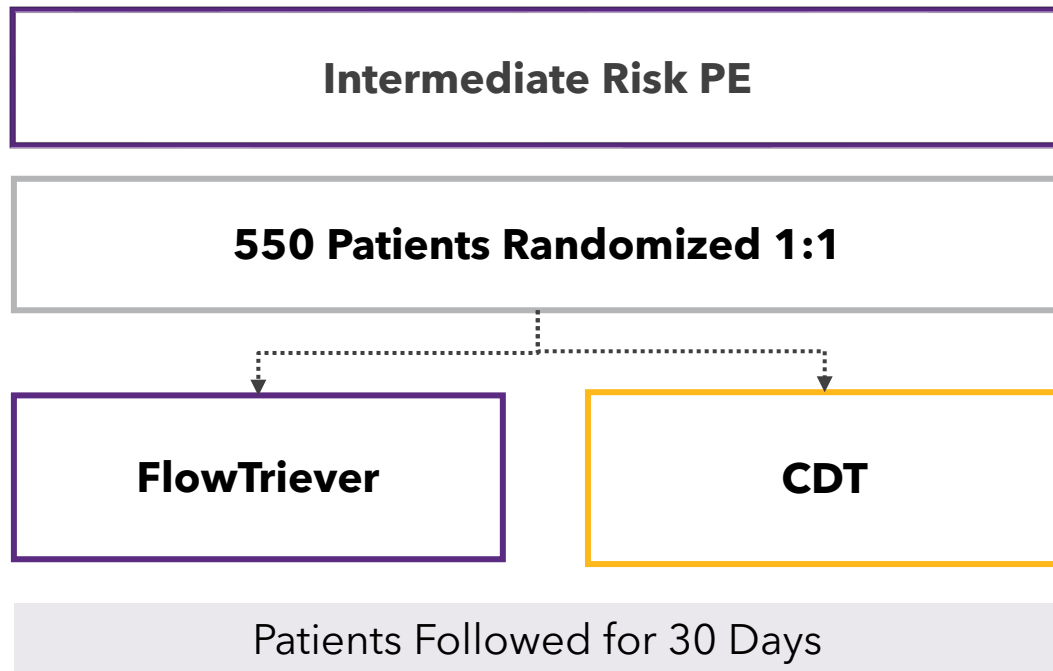 Intermediate Risk PE
550 Patients Randomized 1:1
FlowTriever
CDT
Patients Followed for 30 Days